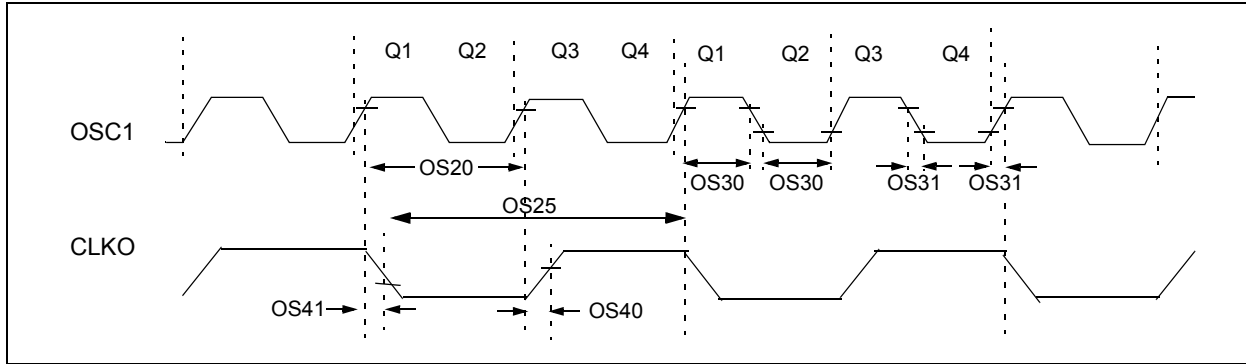 Q1 Q2 Q3 Q4 Q1 Q2 Q3 Q4
OSC1
OS20
OS30 OS30 OS31 OS31
OS25
CLKO
OS41
OS40